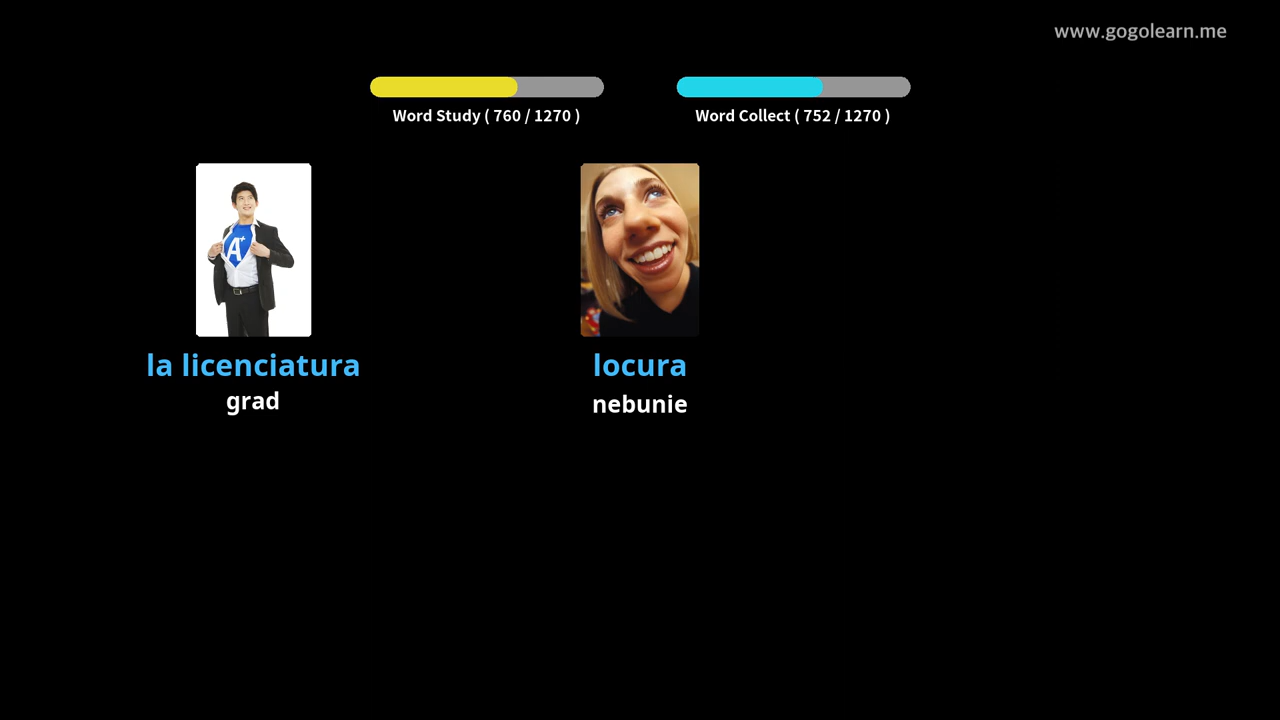 www.gogolearn.me
Word Study ( 760 / 1270 )
Word Collect ( 752 / 1270 )
A+
la licenciatura
grad
locura
nebunie